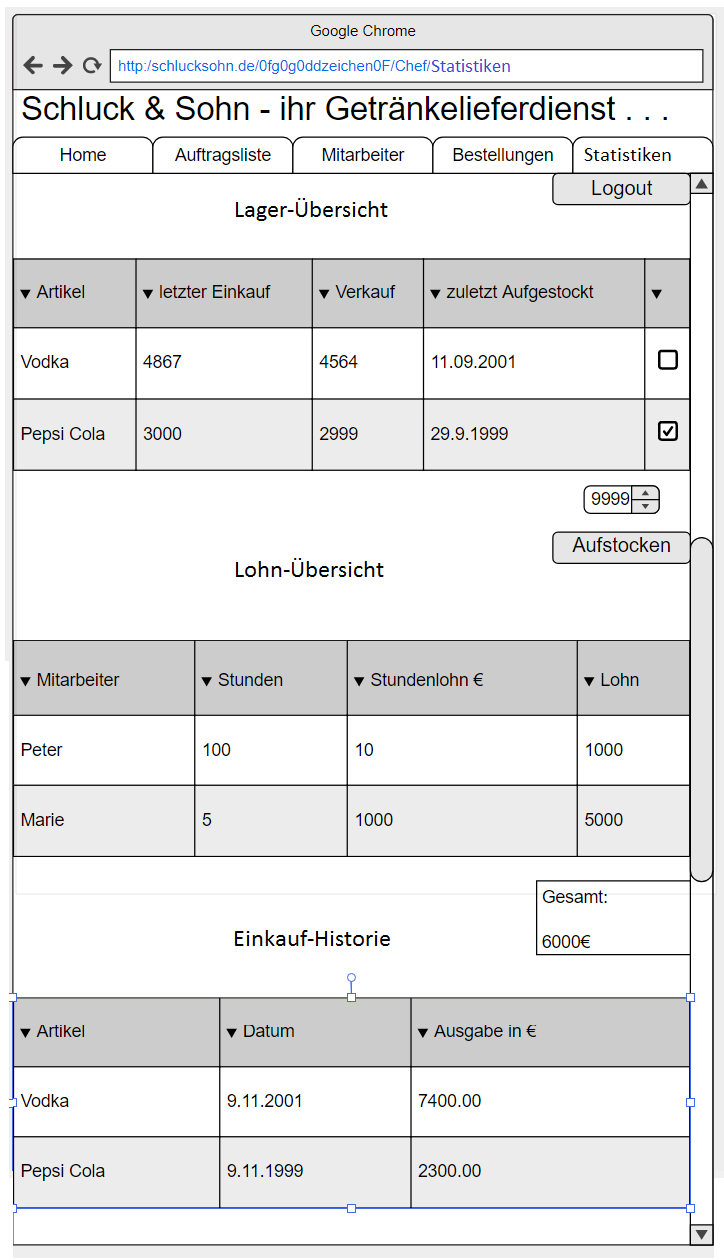 Google Chrome
http:/schlucksohn.de/0fg0g0ddzeichen0F/Chef/Statistiken
Schluck & Sohn - ihr Getränkelieferdienst . . .
Home Auftragsliste Mitarbeiter Bestellungen Statistiken
Logout
Lager-Übersicht
▼ Artikel ▼ letzter Einkauf ▼ Verkauf ▼ zuletzt Aufgestockt ▼
Vodka 4867 4564 11.09.2001
Pepsi Cola 3000 2999 29.9.1999
9999
Aufstocken
Lohn-Übersicht
▼ Mitarbeiter ▼ Stunden ▼ Stundenlohn € ▼ Lohn
Peter 100 10 1000
Marie 5 1000 5000
Gesamt:
6000€
Einkauf-Historie
▼ Artikel ▼ Datum ▼ Ausgabe in €
Vodka 9.11.2001 7400.00
Pepsi Cola 9.11.1999 2300.00